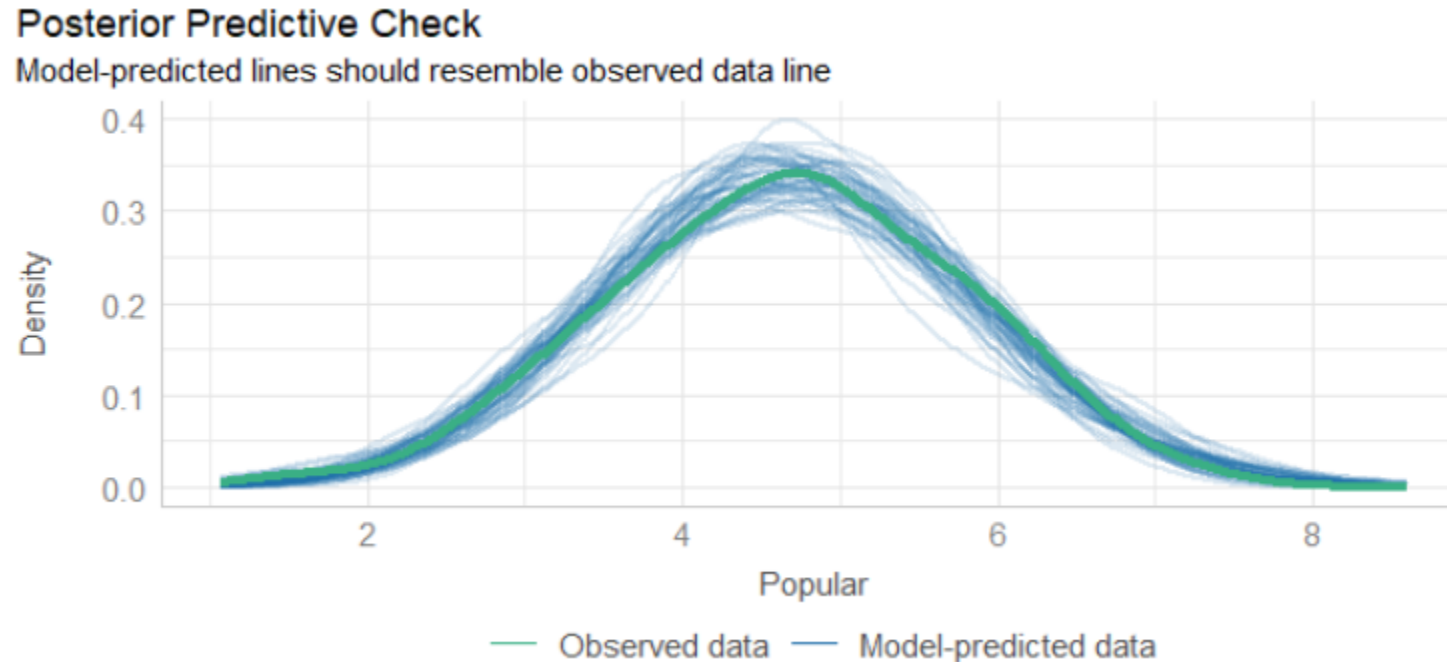 Posterior Predictive Check
Model-predicted lines should resemble observed data line
0.4
0.3
0.2
0.1
0.0
Density
2 4 6 8
Popular
Observed data Model-predicted data